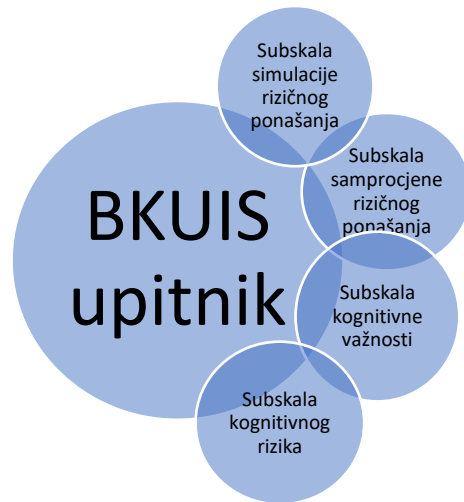 Subskala
simulacije
rizičnog
ponašanja
Subskala
samprocjene
rizičnog
ponašanja
BKUIS
upitnik
Subskala
kognitivne
važnosti
Subskala
kognitivnog
rizika